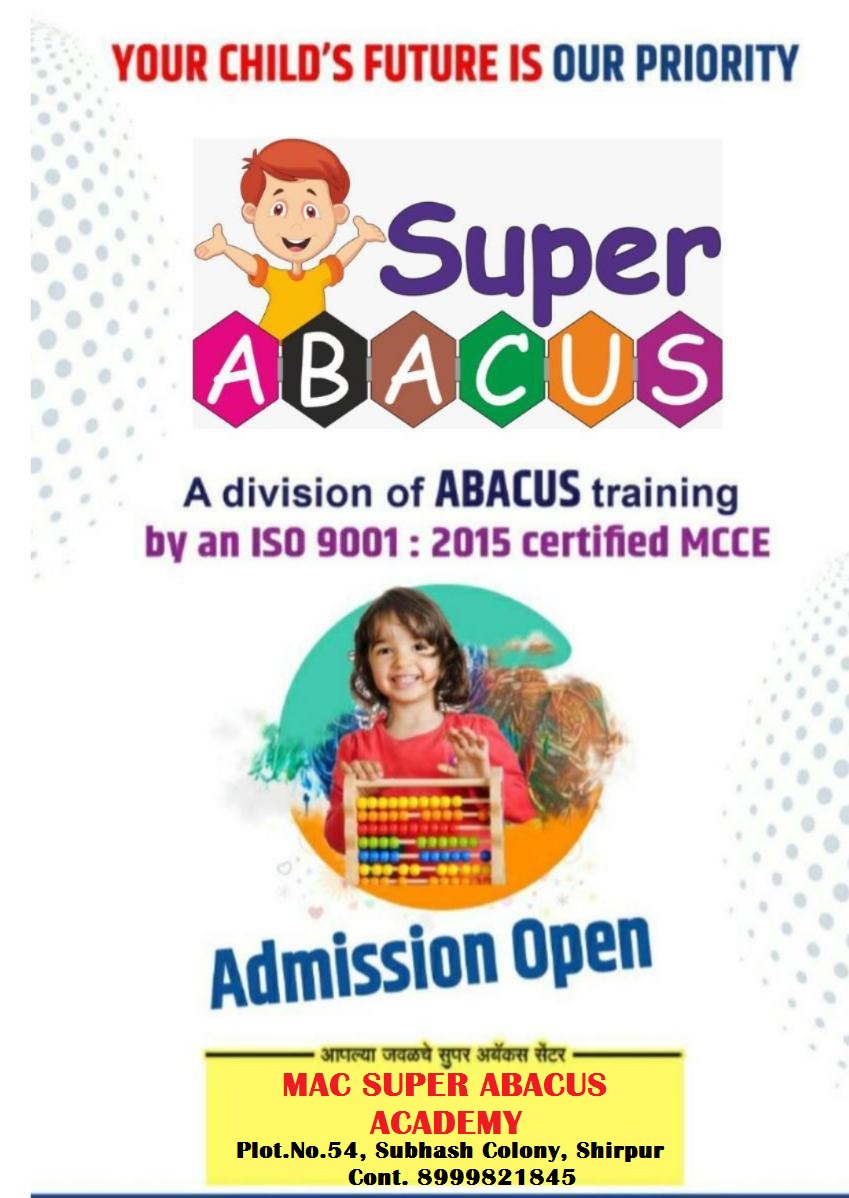 YOUR CHILD'S FUTURE IS OUR PRIORITY
Super
ABACUS
A division of ABACUS training
by an ISO 9001 : 2015 certified MCCE
Admission Open
आपल्या जवळचे सुपर अबॅकस सेंटर
MAC SUPER ABACUS
ACADEMY
Plot.No.54, Subhash Colony, Shirpur
Cont. 8999821845